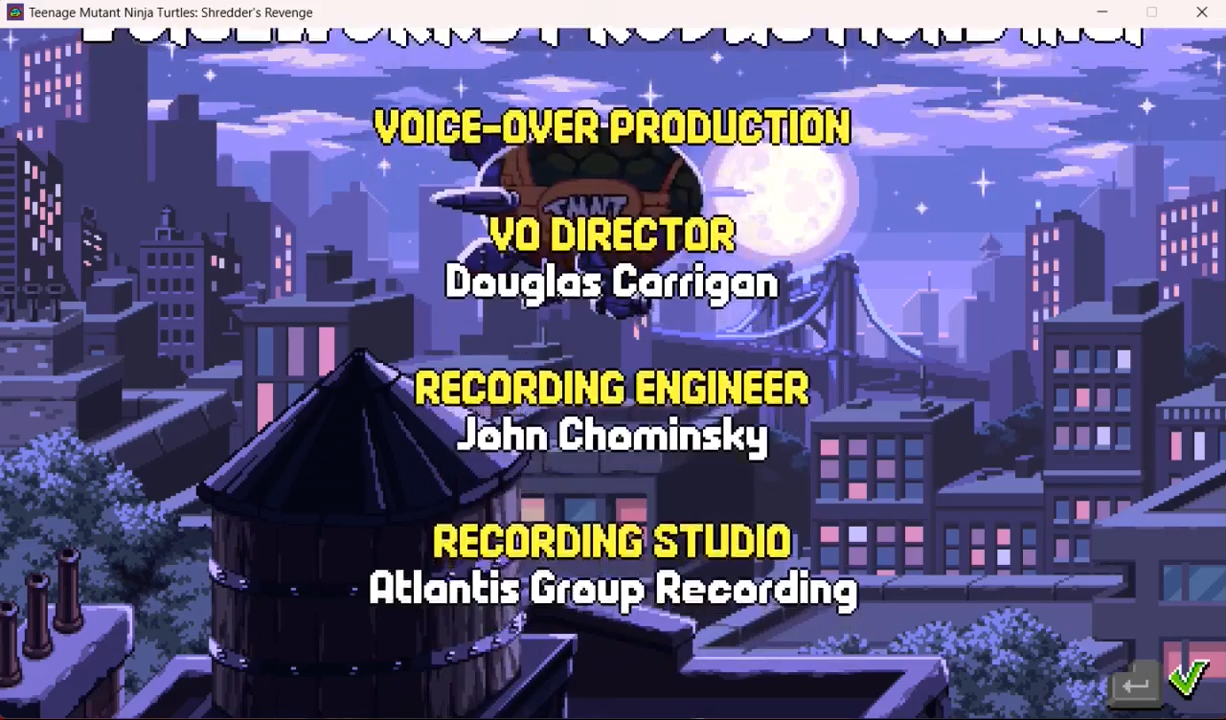 Teenage Mutant Ninja Turtles: Shredder's Revenge
VOICE-OVER PRODUCTION
TMNT
VO DIRECTOR
Douglas Carrigan
RECORDING ENGINEER
John Chominsky
RECORDING STUDIO
Atlantis Group Recording